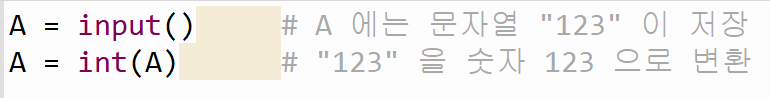 A = input()      # A 에는 문자열 "123" 이 저장
A = int(A)       # "123" 을 숫자 123 으로 변환